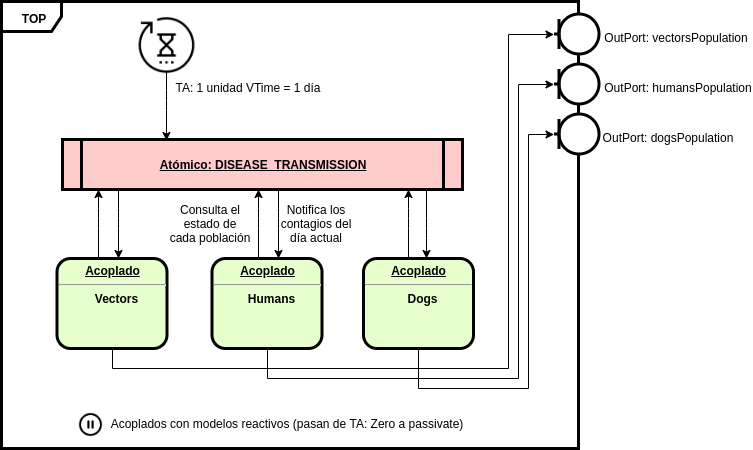 TOP
TA: 1 unidad VTime = 1 día
OutPort: vectorsPopulation
OutPort: humansPopulation
OutPort: dogsPopulation
Atómico: DISEASE_TRANSMISSION
Consulta el
estado de
cada población
Notifica los
contagios del
día actual
Acoplado
Vectors
Acoplado
Humans
Acoplado
Dogs
Acoplados con modelos reactivos (pasan de TA: Zero a passivate)